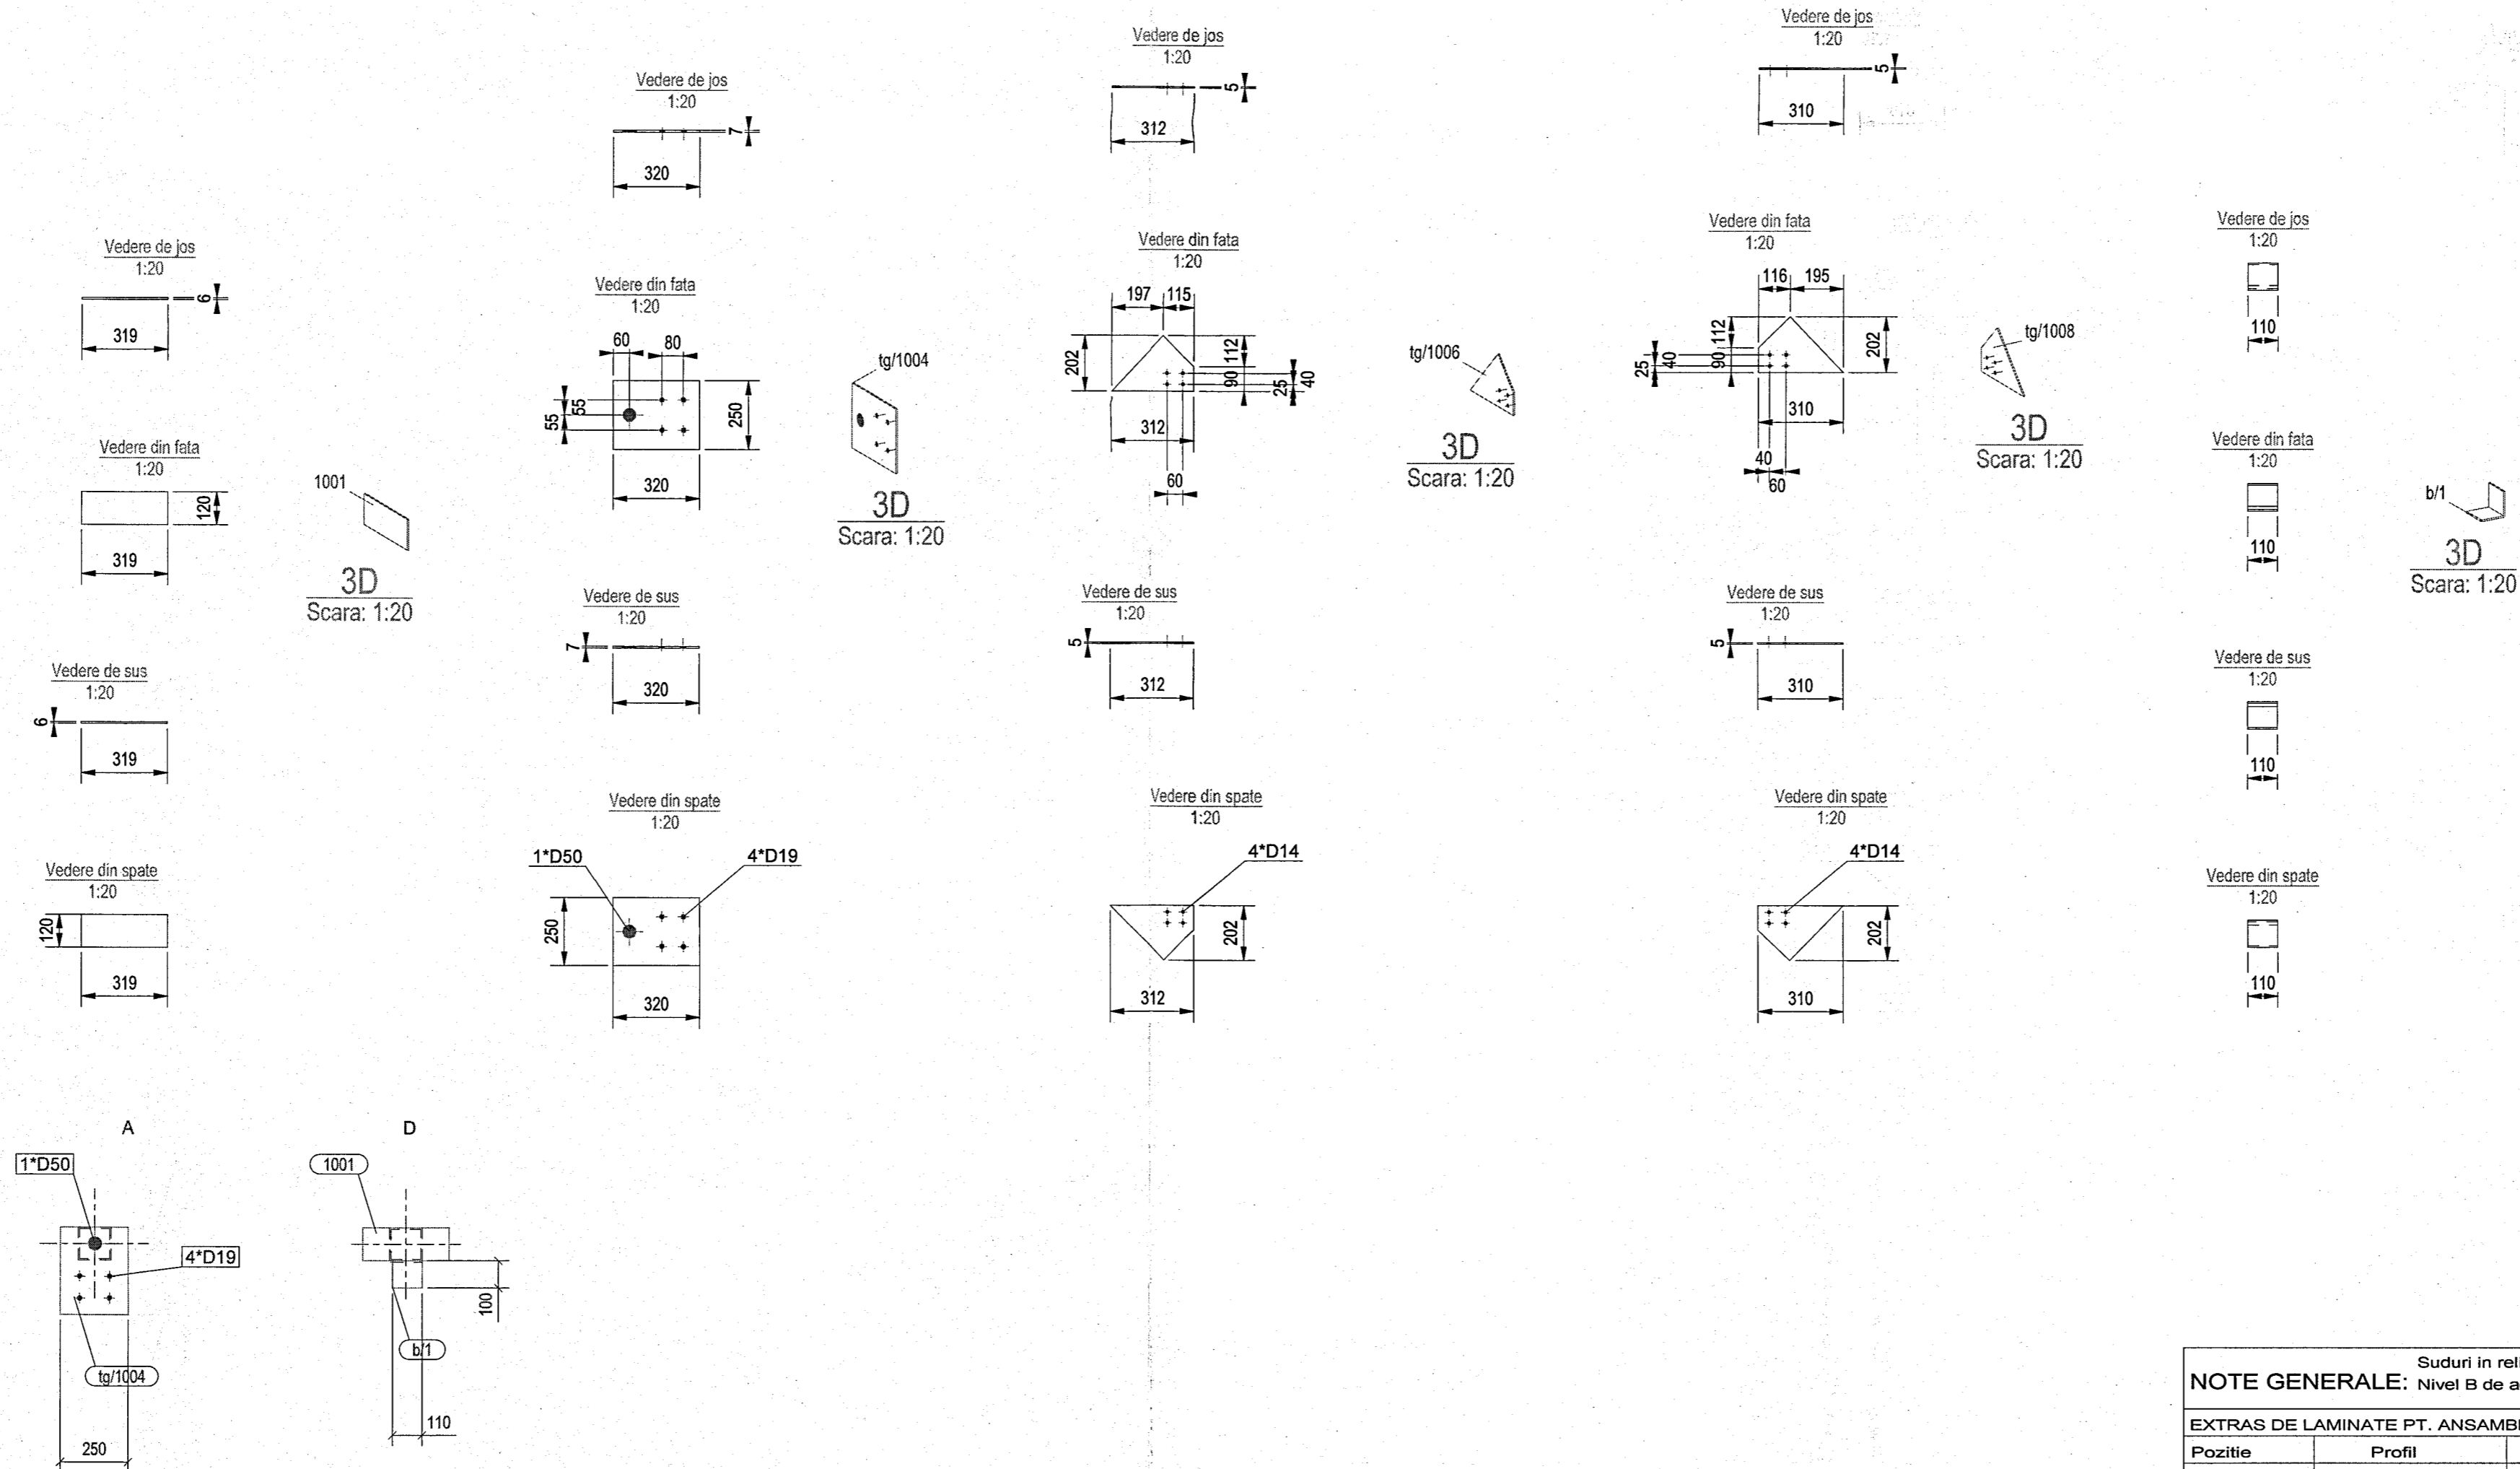 Vedere de jos
1:20
6
319
Vedere din fata
1:20
120
319
1001
3D
Scara: 1:20
Vedere de sus
1:20
6
319
Vedere din spate
1:20
120
319
Vedere de jos
1:20
7
320
Vedere din fata
1:20
60
80
55
55
250
320
tg/1004
3D
Scara: 1:20
Vedere de sus
1:20
7
320
Vedere din spate
1:20
1*D50
4*D19
250
320
Vedere de jos
1:20
5
312
Vedere din fata
1:20
197
115
202
112
90
25
40
312
60
tg/1006
3D
Scara: 1:20
Vedere de sus
1:20
5
312
Vedere din spate
1:20
4*D14
202
312
Vedere de jos
1:20
5
310
Vedere din fata
1:20
116
195
112
90
40
25
202
310
40
60
tg/1008
3D
Scara: 1:20
Vedere de sus
1:20
5
310
Vedere din spate
1:20
4*D14
202
310
Vedere de jos
1:20
110
Vedere din fata
1:20
110
b/1
3D
Scara: 1:20
Vedere de sus
1:20
110
Vedere din spate
1:20
110
A
1*D50
4*D19
tg/1004
250
D
1001
100
b/1
110
Suduri in reli
NOTE GENERALE: Nivel B de a
EXTRAS DE LAMINATE PT. ANSAMBL
Pozitie
Profil